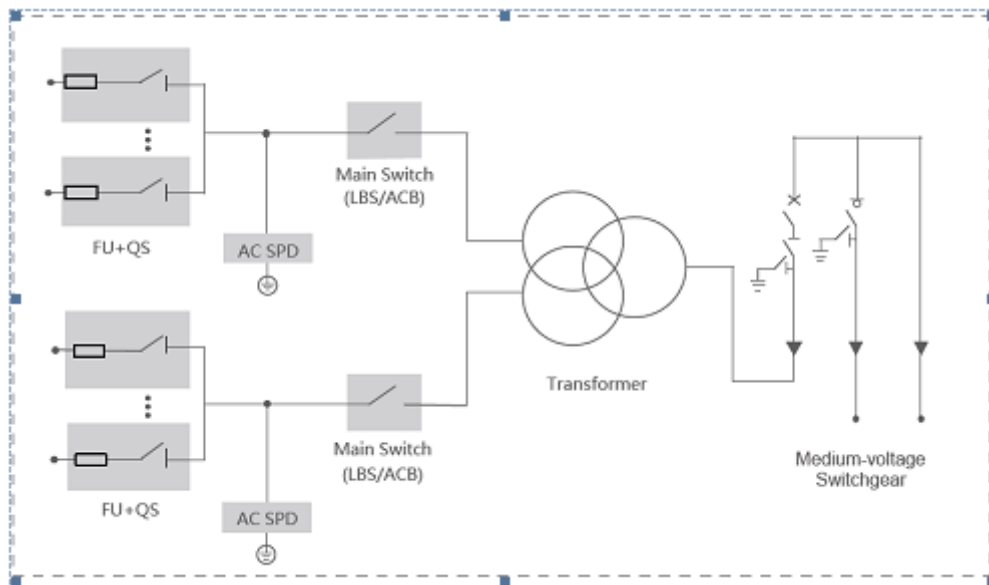 Main Switch
(LBS/ACB)
FU+QS
AC SPD
Transformer
Main Switch
(LBS/ACB)
Medium-voltage
Switchgear
FU+QS
AC SPD